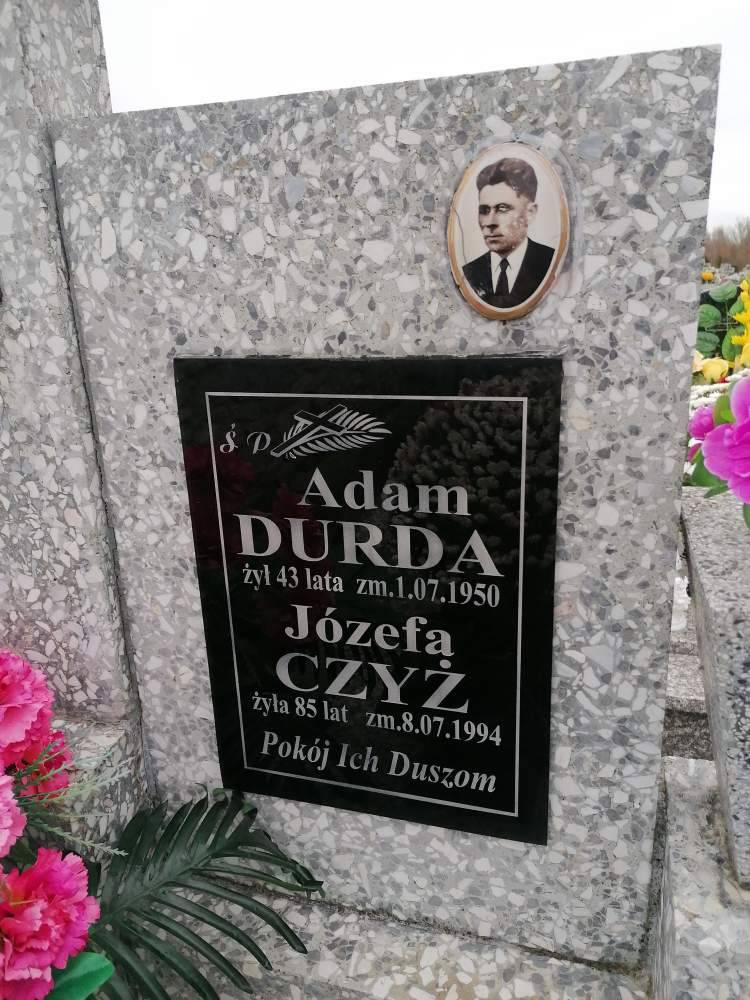 Ś P
Adam
DURDA
żył 43 lata zm.1.07.1950
Józefa
CZYŻ
żyła 85 lat zm.8.07.1994
Pokój Ich Duszom